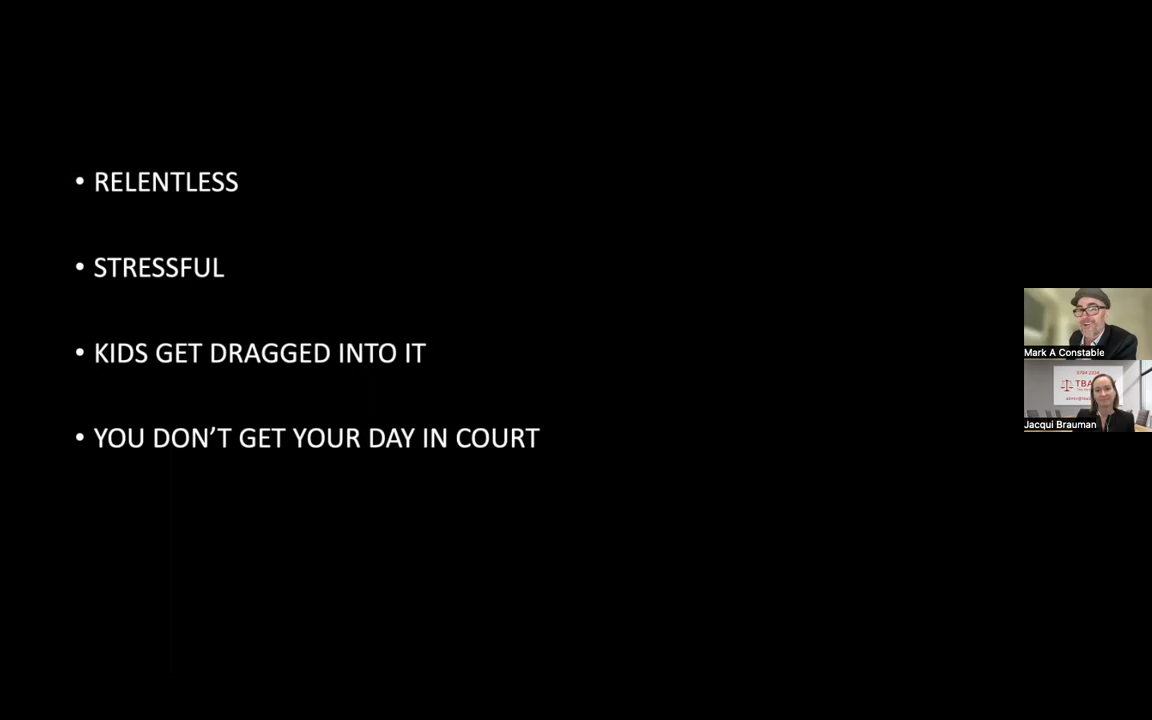 • RELENTLESS
• STRESSFUL
• KIDS GET DRAGGED INTO IT
• YOU DON'T GET YOUR DAY IN COURT
Mark A Constable
Jacqui Brauman